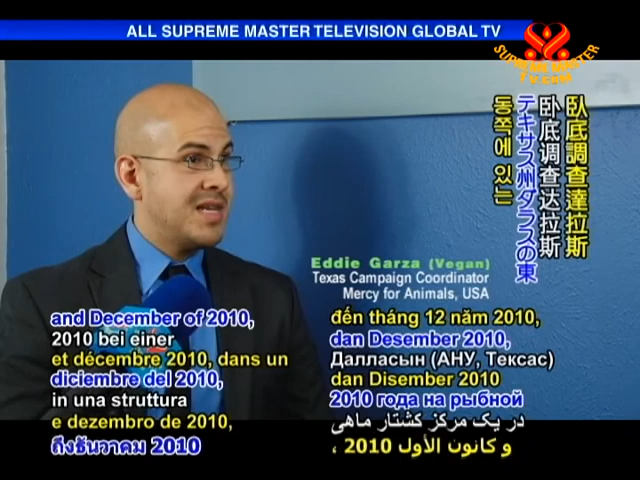 ALL SUPREME MASTER TELEVISION GLOBAL TV
SUPREME MASTER
TV.COM
臥底調查達拉斯
卧底调查达拉斯
テキサス州ダラスの東
동쪽에 있는
Eddie Garza (Vegan)
Texas Campaign Coordinator
Mercy for Animals, USA
and December of 2010,
2010 bei einer
et décembre 2010, dans un
diciembre del 2010,
in una struttura
e dezembro de 2010,
ถึงธันวาคม 2010
đến tháng 12 năm 2010,
dan Desember 2010,
Далласын (АНУ, Тексас)
dan Disember 2010
2010 года на рыбной
در یک مرکز کشتار ماهی
و كانون الأول 2010 ،